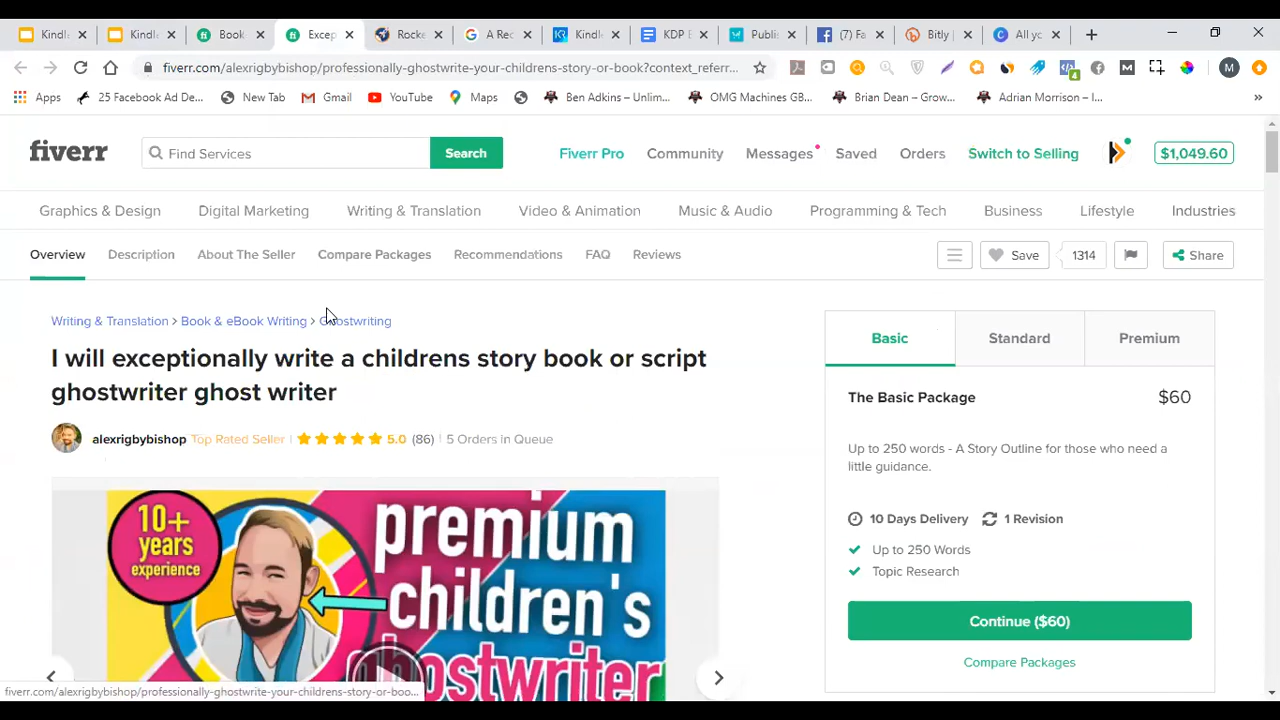 Kindle
Kindle
Book
Excep
Rocke
A Rec
Kindl
KDP E
Publis
(7) Fa
Bitly |
All yo
fiverr.com/alexrigbybishop/professionally-ghostwrite-your-childrens-story-or-book?context_referr...
M
4
Apps
25 Facebook Ad De...
New Tab
Gmail
YouTube
Maps
Ben Adkins – Unlim...
OMG Machines GB...
Brian Dean – Grow...
Adrian Morrison – I...
fiverr
Find Services
Search
Fiverr Pro
Community
Messages
Saved
Orders
Switch to Selling
$1,049.60
Graphics & Design
Digital Marketing
Writing & Translation
Video & Animation
Music & Audio
Programming & Tech
Business
Lifestyle
Industries
Overview
Description
About The Seller
Compare Packages
Recommendations
FAQ
Reviews
Save
1314
Share
Writing & Translation > Book & eBook Writing > Ghostwriting
I will exceptionally write a childrens story book or script
ghostwriter ghost writer
alexrigbybishop Top Rated Seller | 5.0 (86) | 5 Orders in Queue
10+
years
experience
premium
children's
ghostwriter
Basic
Standard
Premium
The Basic Package
$60
Up to 250 words - A Story Outline for those who need a
little guidance.
10 Days Delivery
1 Revision
Up to 250 Words
Topic Research
Continue ($60)
Compare Packages
fiverr.com/alexrigbybishop/professionally-ghostwrite-your-childrens-story-or-boo...